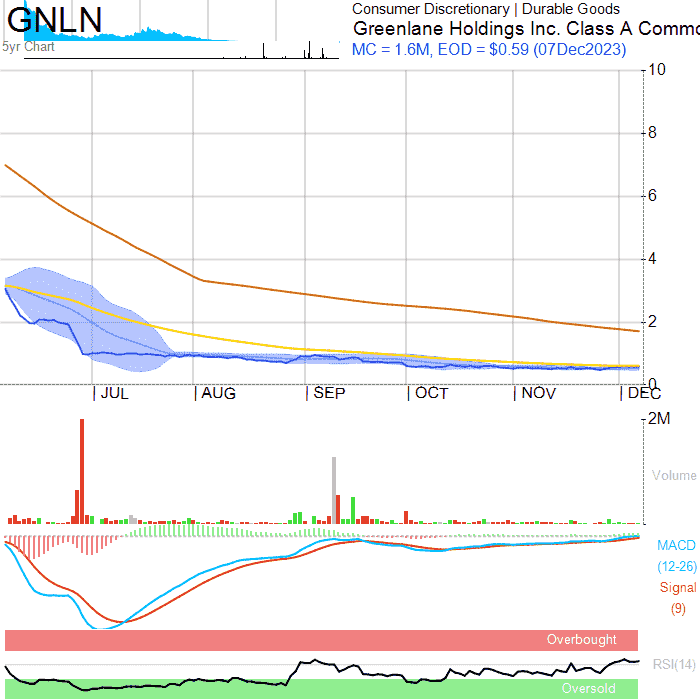 GNLN
Consumer Discretionary | Durable Goods
Greenlane Holdings Inc. Class A Commo
5yr Chart
MC = 1.6M, EOD = $0.59 (07Dec2023)
10
8
6
4
2
0
JUL
AUG
SEP
OCT
NOV
DEC
2M
Volume
MACD
(12-26)
Signal
(9)
Overbought
RSI(14)
Oversold